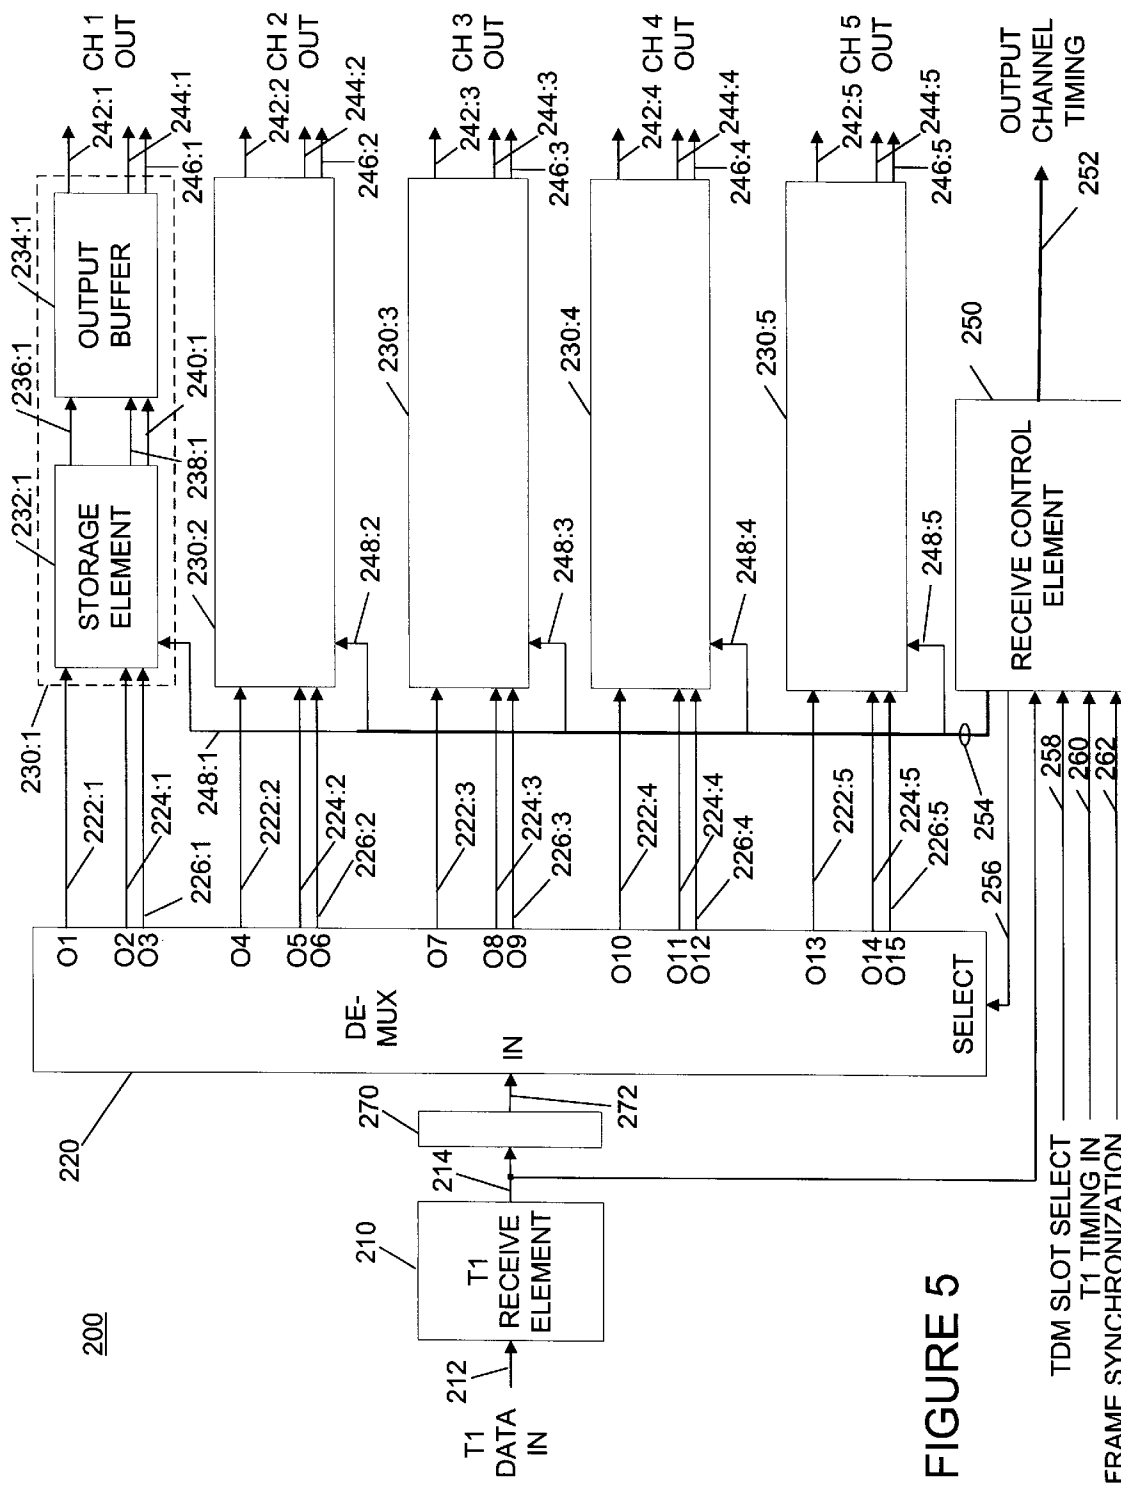 200
T1
DATA
IN
212
210
T1
RECEIVE
ELEMENT
214
270
272
220
DE-
MUX
IN
SELECT
O1
O2
O3
O4
O5
O6
O7
O8
O9
O10
O11
O12
O13
O14
O15
222:1
224:1
226:1
222:2
224:2
226:2
222:3
224:3
226:3
222:4
224:4
226:4
222:5
224:5
226:5
230:1
248:1
232:1
STORAGE
ELEMENT
236:1
238:1
240:1
234:1
OUTPUT
BUFFER
242:1
244:1
246:1
CH 1
OUT
230:2
248:2
242:2
244:2
246:2
CH 2
OUT
230:3
248:3
242:3
244:3
246:3
CH 3
OUT
230:4
248:4
242:4
244:4
246:4
CH 4
OUT
230:5
248:5
242:5
244:5
246:5
CH 5
OUT
254
256
250
RECEIVE CONTROL
ELEMENT
252
OUTPUT
CHANNEL
TIMING
258
260
262
TDM SLOT SELECT
T1 TIMING IN
FRAME SYNCHRONIZATION
FIGURE 5